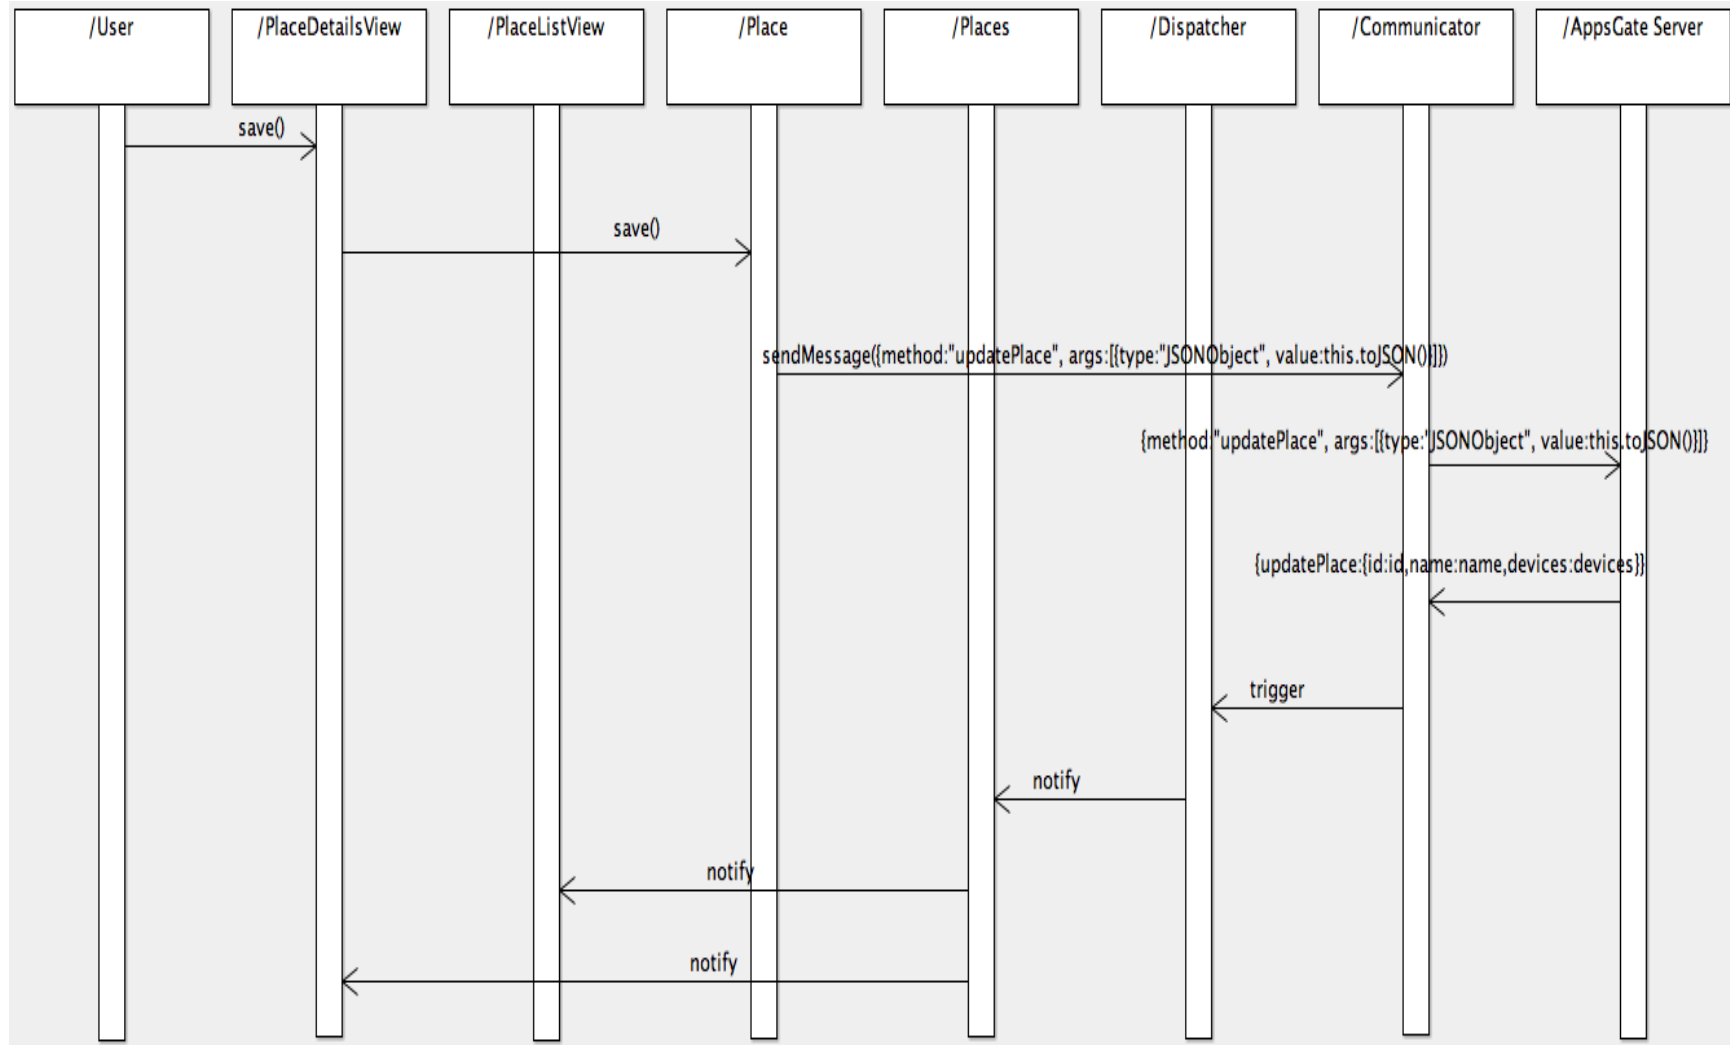 /User
/PlaceDetailsView
/PlaceListView
/Place
/Places
/Dispatcher
/Communicator
/AppsGate Server
save()
save()
sendMessage({method:"updatePlace", args:[{type:"JSONObject", value:this.toJSON()}]})
{method:"updatePlace", args:[{type:"JSONObject", value:this.toJSON()}]}
{updatePlace:{id:id,name:name,devices:devices}}
trigger
notify
notify
notify